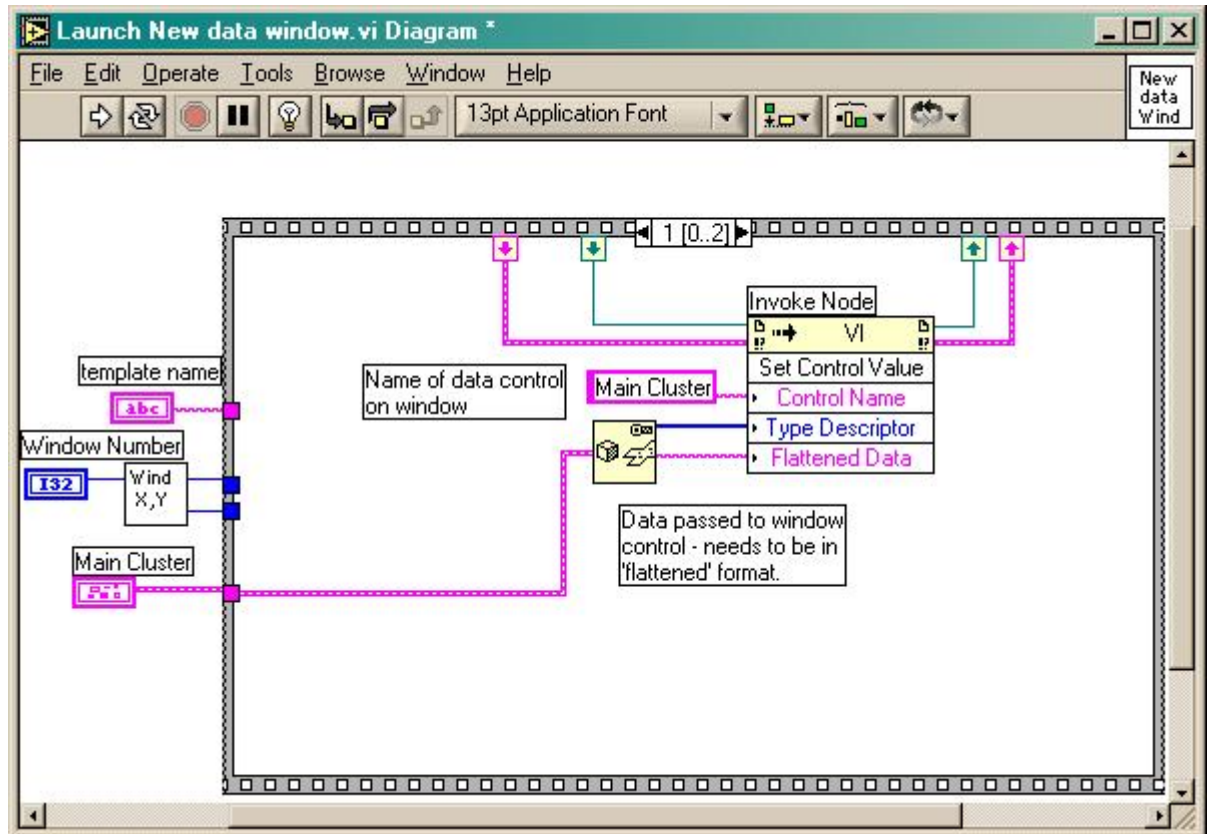 Launch New data window.vi Diagram *
File Edit Operate Tools Browse Window Help
13pt Application Font
New
data
Wind
1 [0..2]
Invoke Node
VI
Set Control Value
Control Name
Type Descriptor
Flattened Data
template name
abc
Name of data control
on window
Main Cluster
Window Number
I32
Wind
X,Y
Data passed to window
control - needs to be in
'flattened' format.
Main Cluster